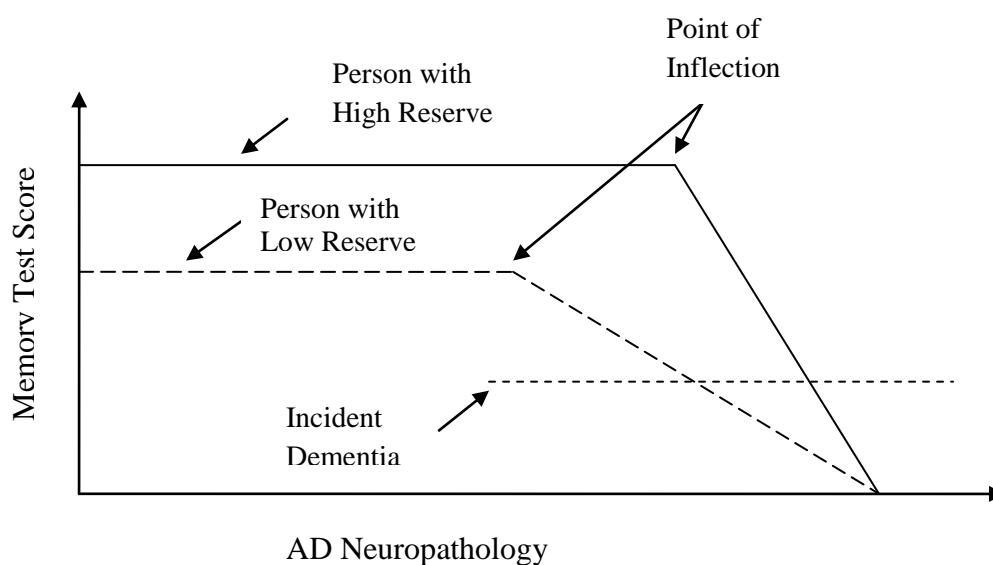 Point of
Inflection
Person with
High Reserve
Person with
Low Reserve
Memory Test Score
Incident
Dementia
AD Neuropathology